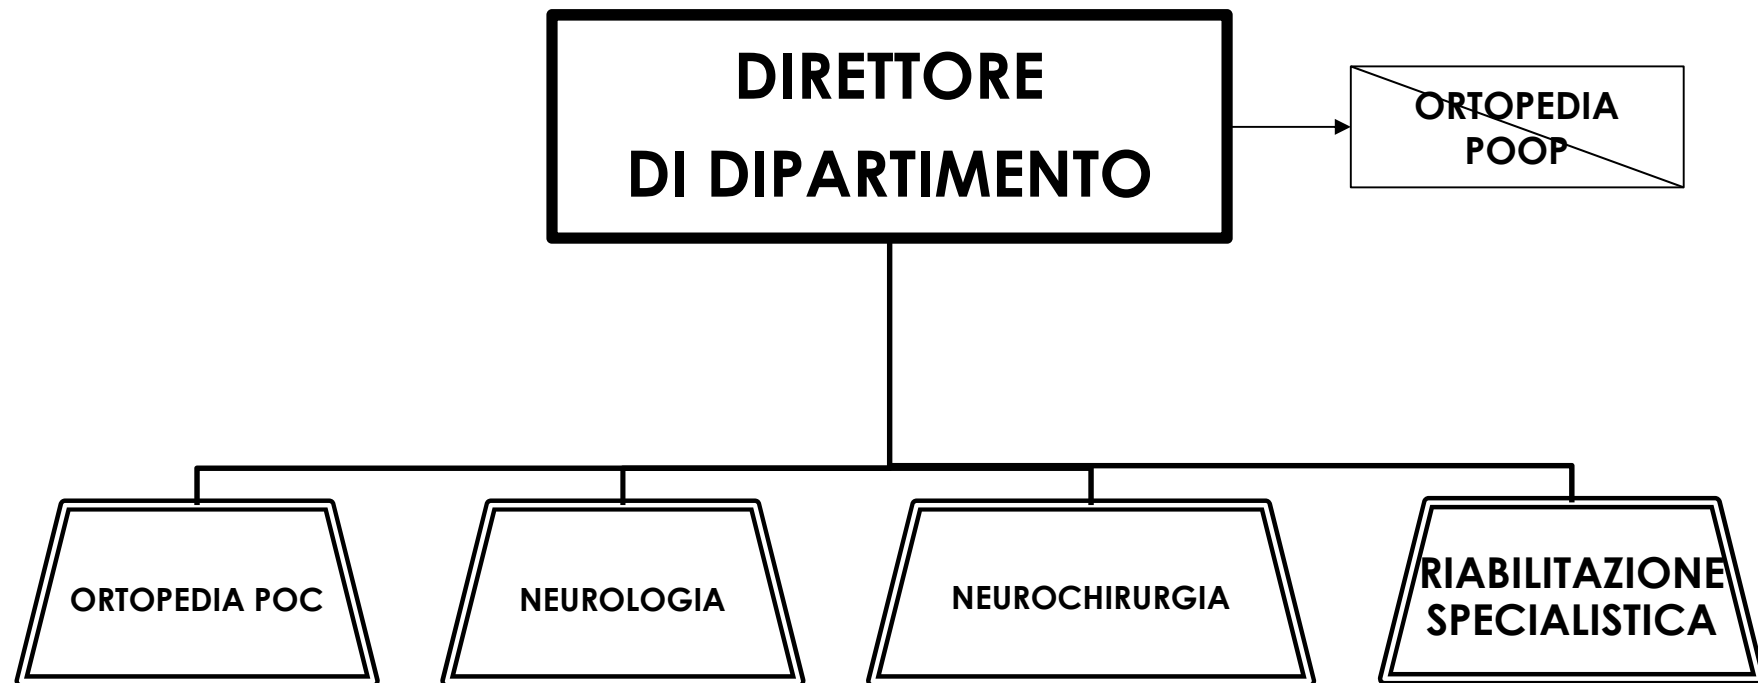 DIRETTORE
DI DIPARTIMENTO
ORTOPEDIA
POOP
ORTOPEDIA POC
NEUROLOGIA
NEUROCHIRURGIA
RIABILITAZIONE
SPECIALISTICA